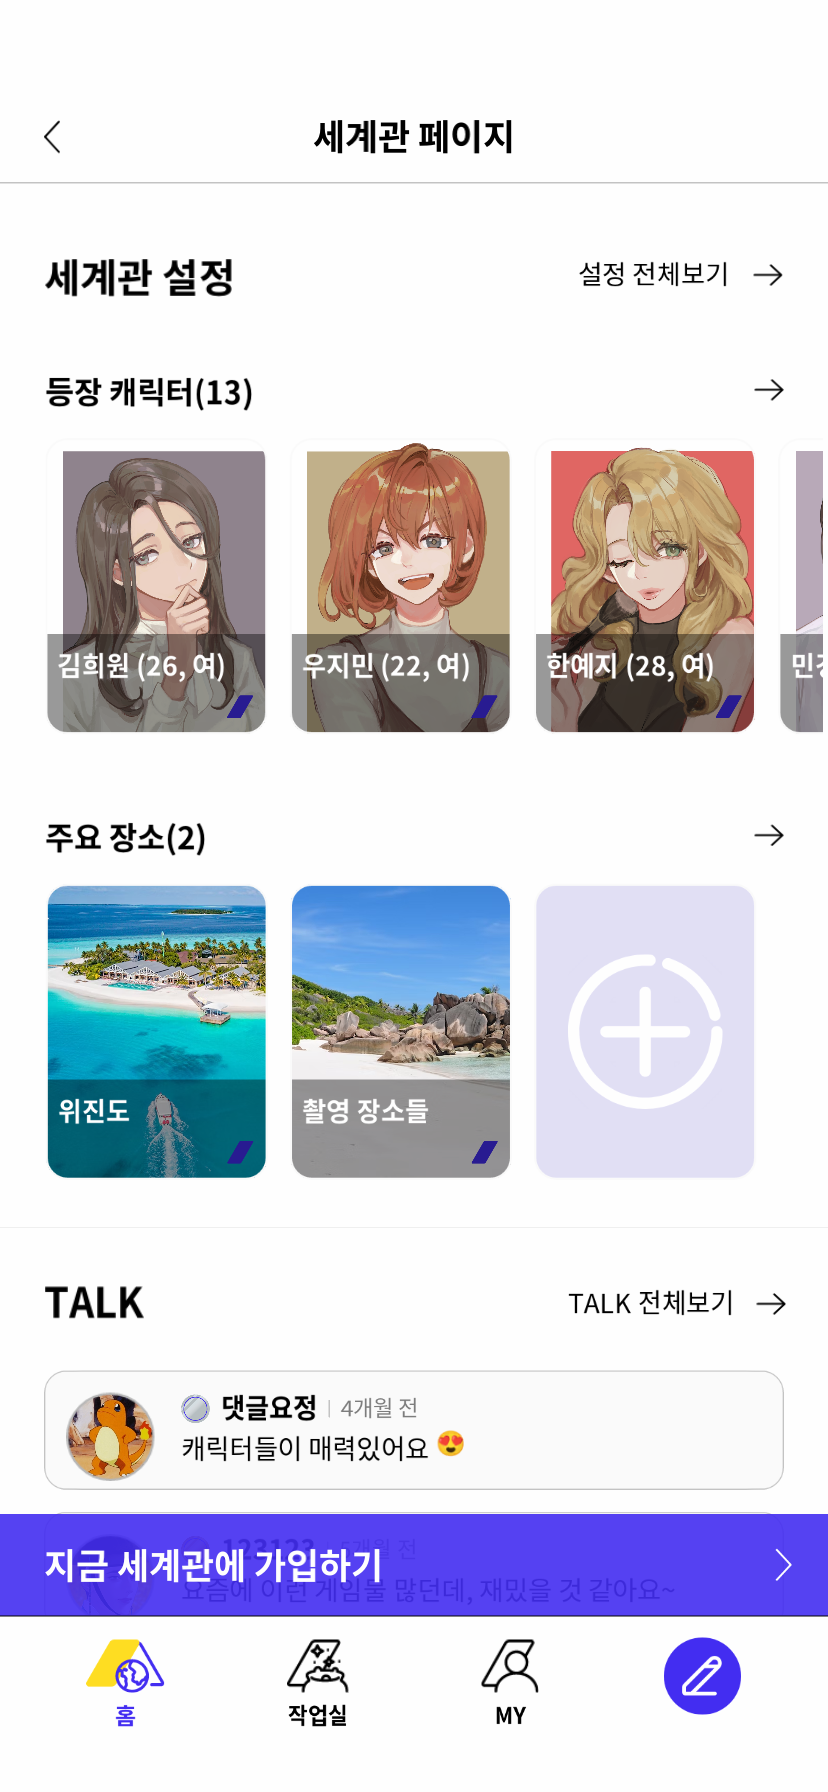 세계관 페이지
세계관 설정
설정 전체보기
등장 캐릭터(13)
김희원 (26, 여)
우지민 (22, 여)
한예지 (28, 여)
주요 장소(2)
위진도
촬영 장소들
TALK
TALK 전체보기
댓글요정 4개월 전
캐릭터들이 매력있어요 😍
123123 5개월 전
지금 세계관에 가입하기
요즘에 이런 게임물 많던데, 재밌을 것 같아요~
홈
작업실
MY